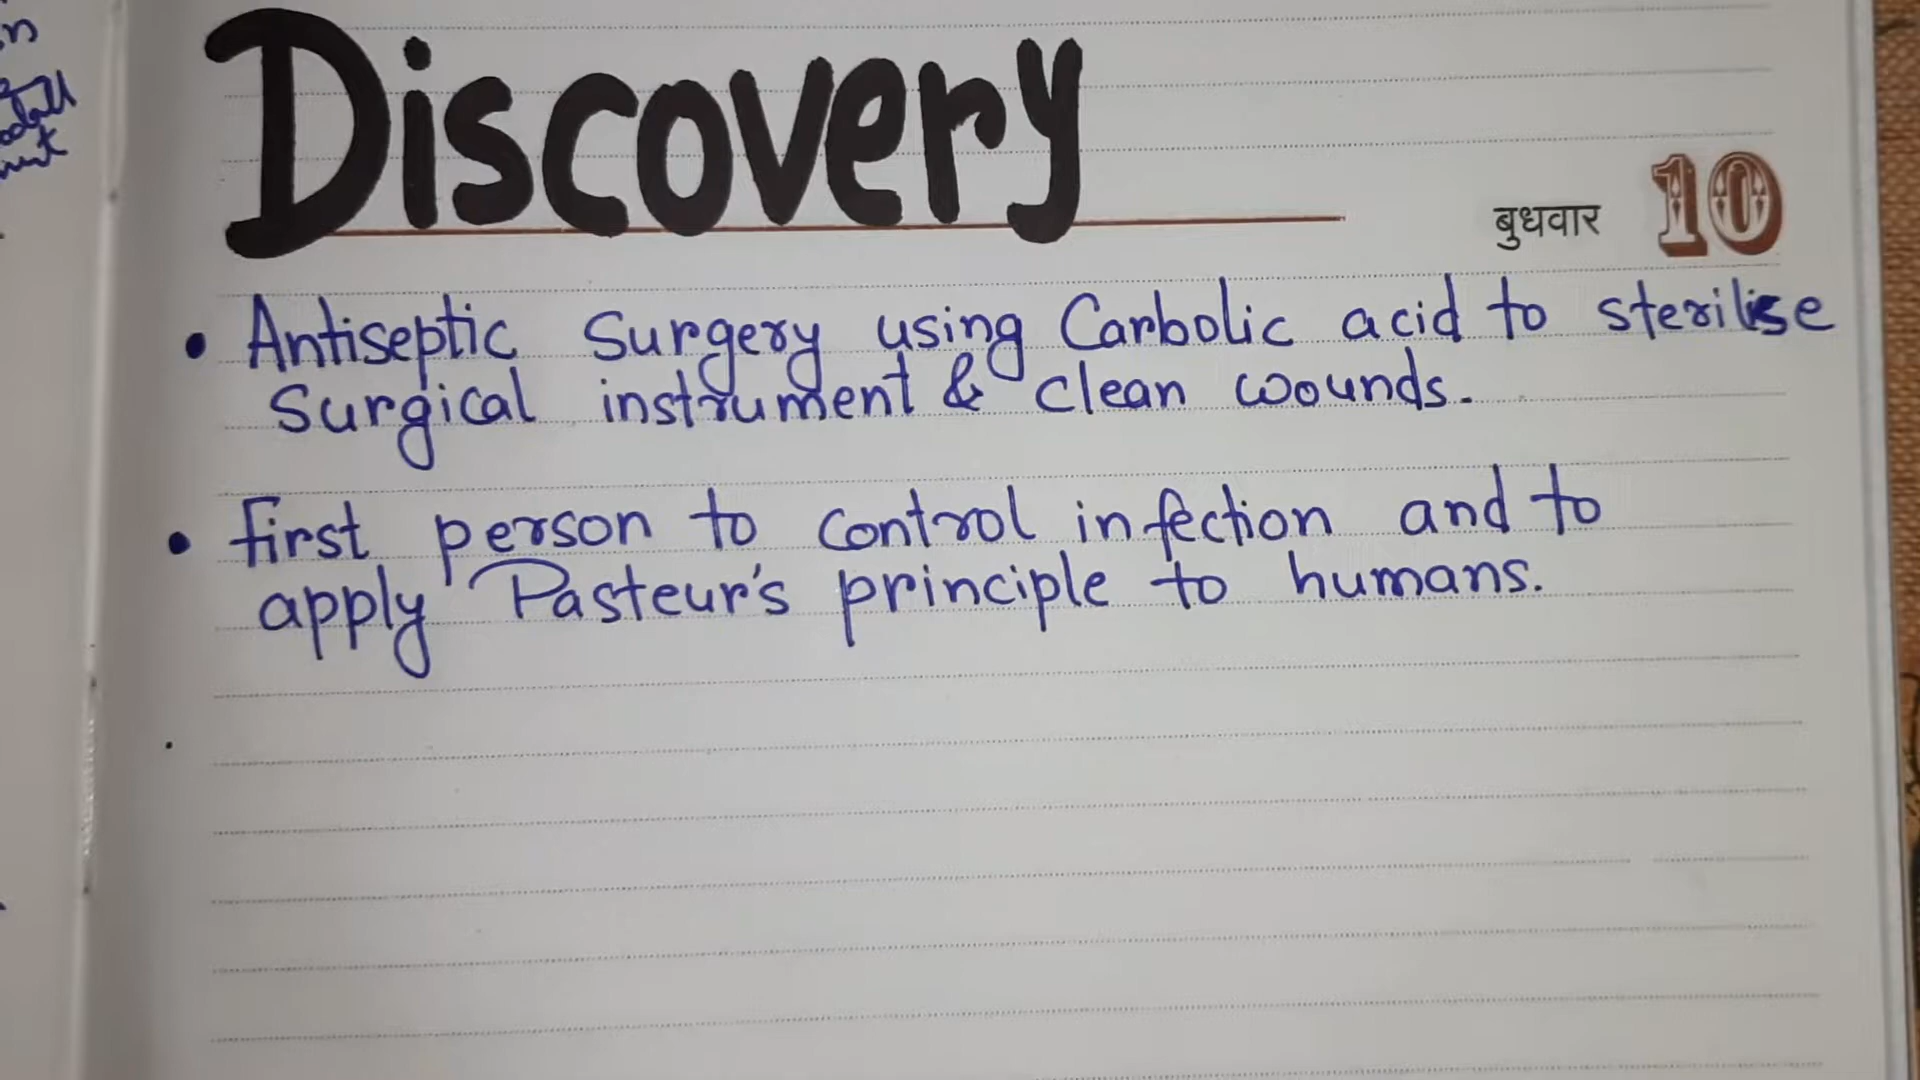 Discovery
बुधवार 10
• Antiseptic Surgery using Carbolic acid to sterilise
Surgical instrument & clean wounds.
• first person to control infection and to
apply Pasteur's principle to humans.